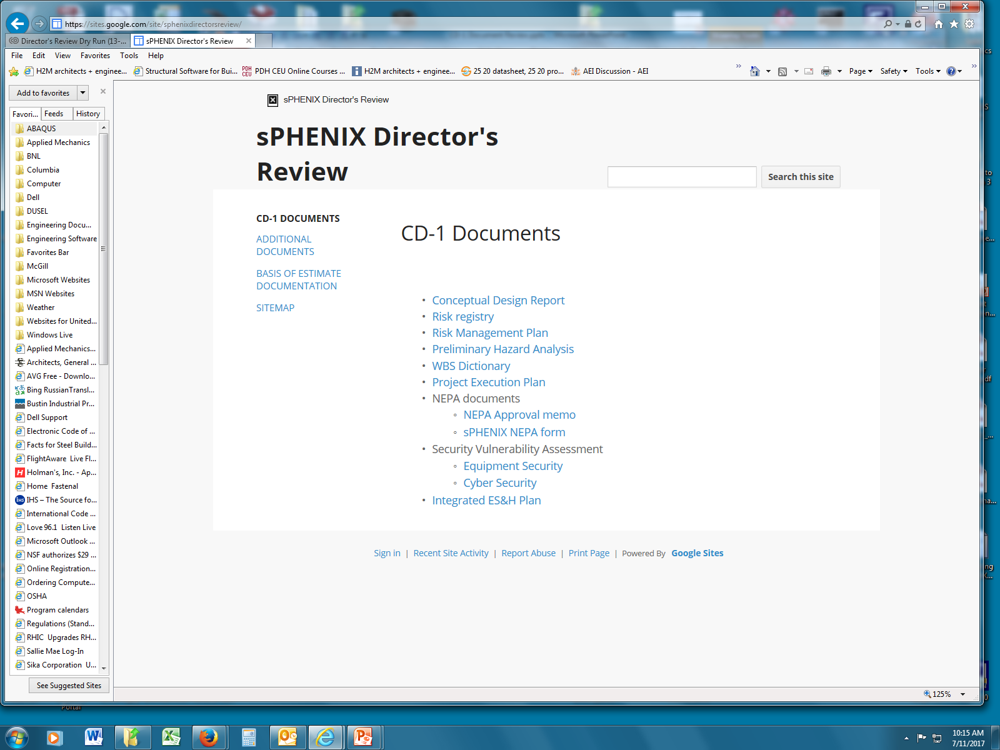 https://sites.google.com/site/sphenixdirectorsreview/
Director's Review Dry Run (13-...
sPHENIX Director's Review
File Edit View Favorites Tools Help
H2M architects + enginee...
Structural Software for Bui...
PDH CEU
PDH CEU Online Courses ...
H2M architects + enginee...
25 20 datasheet, 25 20 pro...
AEI Discussion - AEI
Page Safety Tools
Add to favorites
Favori... Feeds History
ABAQUS
Applied Mechanics
BNL
Columbia
Computer
Dell
DUSEL
Engineering Docu...
Engineering Software
Favorites Bar
McGill
Microsoft Websites
MSN Websites
Weather
Websites for United...
Windows Live
Applied Mechanics...
Architects, General ...
AVG Free - Downlo...
Bing RussianTransl...
Bustin Industrial Pr...
Dell Support
Electronic Code of ...
Facts for Steel Build...
FlightAware Live Fl...
Holman's, Inc. - Ap...
Home Fastenal
IHS – The Source fo...
International Code ...
Love 96.1 Listen Live
Microsoft Outlook ...
NSF authorizes $29 ...
Online Registration...
Ordering Compute...
OSHA
Program calendars
Regulations (Stand...
RHIC Upgrades RH...
Sallie Mae Log-In
Sika Corporation U...
See Suggested Sites
sPHENIX Director's Review
sPHENIX Director's
Review
Search this site
CD-1 DOCUMENTS
ADDITIONAL
DOCUMENTS
BASIS OF ESTIMATE
DOCUMENTATION
SITEMAP
CD-1 Documents
• Conceptual Design Report
• Risk registry
• Risk Management Plan
• Preliminary Hazard Analysis
• WBS Dictionary
• Project Execution Plan
• NEPA documents
◦ NEPA Approval memo
◦ sPHENIX NEPA form
• Security Vulnerability Assessment
◦ Equipment Security
◦ Cyber Security
• Integrated ES&H Plan
Sign in | Recent Site Activity | Report Abuse | Print Page | Powered By Google Sites
125%
Portal
10:15 AM
7/11/2017